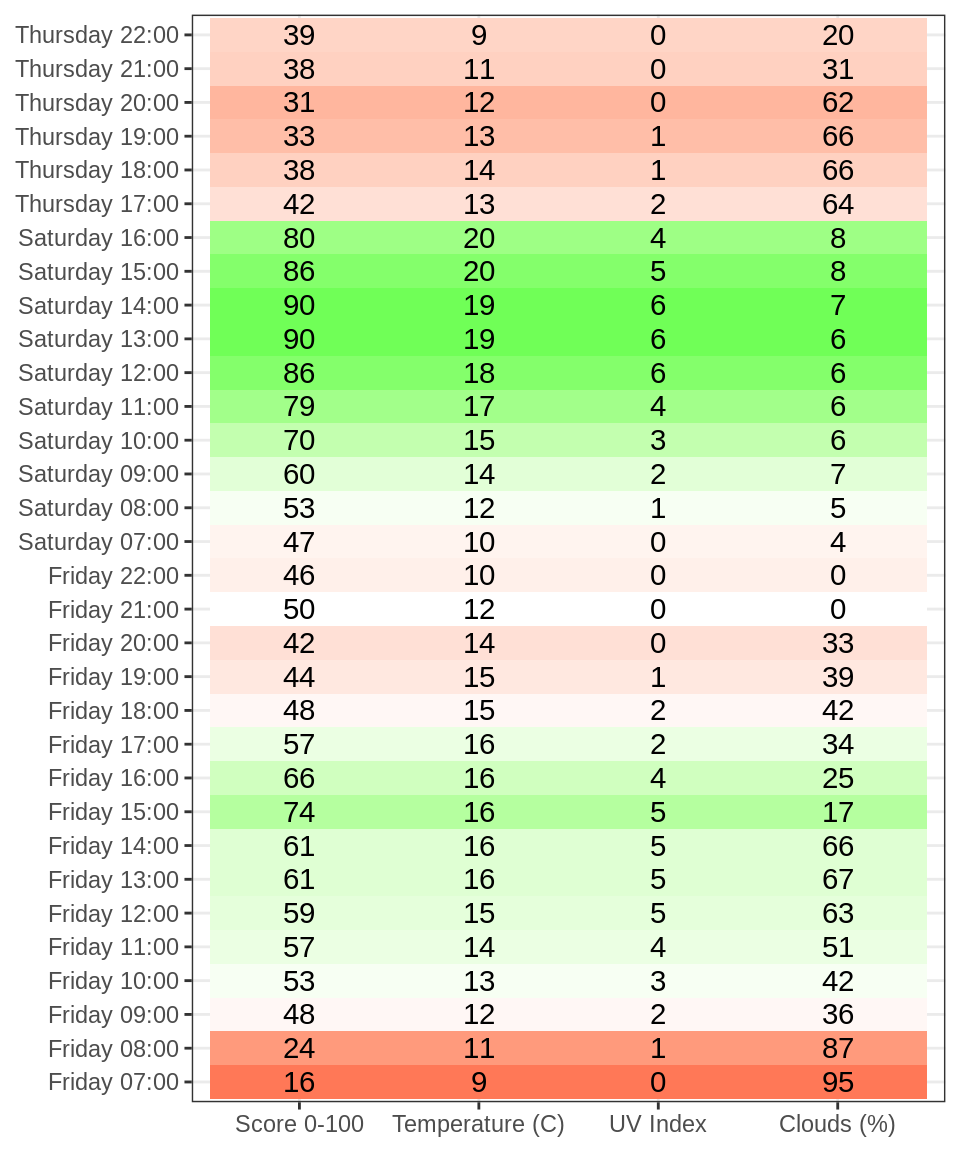 Thursday 22:00 39 9 0 20
Thursday 21:00 38 11 0 31
Thursday 20:00 31 12 0 62
Thursday 19:00 33 13 1 66
Thursday 18:00 38 14 1 66
Thursday 17:00 42 13 2 64
Saturday 16:00 80 20 4 8
Saturday 15:00 86 20 5 8
Saturday 14:00 90 19 6 7
Saturday 13:00 90 19 6 6
Saturday 12:00 86 18 6 6
Saturday 11:00 79 17 4 6
Saturday 10:00 70 15 3 6
Saturday 09:00 60 14 2 7
Saturday 08:00 53 12 1 5
Saturday 07:00 47 10 0 4
Friday 22:00 46 10 0 0
Friday 21:00 50 12 0 0
Friday 20:00 42 14 0 33
Friday 19:00 44 15 1 39
Friday 18:00 48 15 2 42
Friday 17:00 57 16 2 34
Friday 16:00 66 16 4 25
Friday 15:00 74 16 5 17
Friday 14:00 61 16 5 66
Friday 13:00 61 16 5 67
Friday 12:00 59 15 5 63
Friday 11:00 57 14 4 51
Friday 10:00 53 13 3 42
Friday 09:00 48 12 2 36
Friday 08:00 24 11 1 87
Friday 07:00 16 9 0 95
Score 0-100 Temperature (C) UV Index Clouds (%)